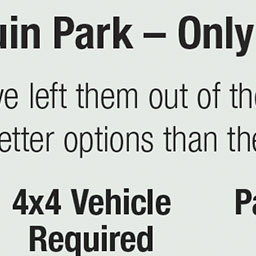 uin Park – Only
ve left them out of the
etter options than the
4x4 Vehicle Pa
Required